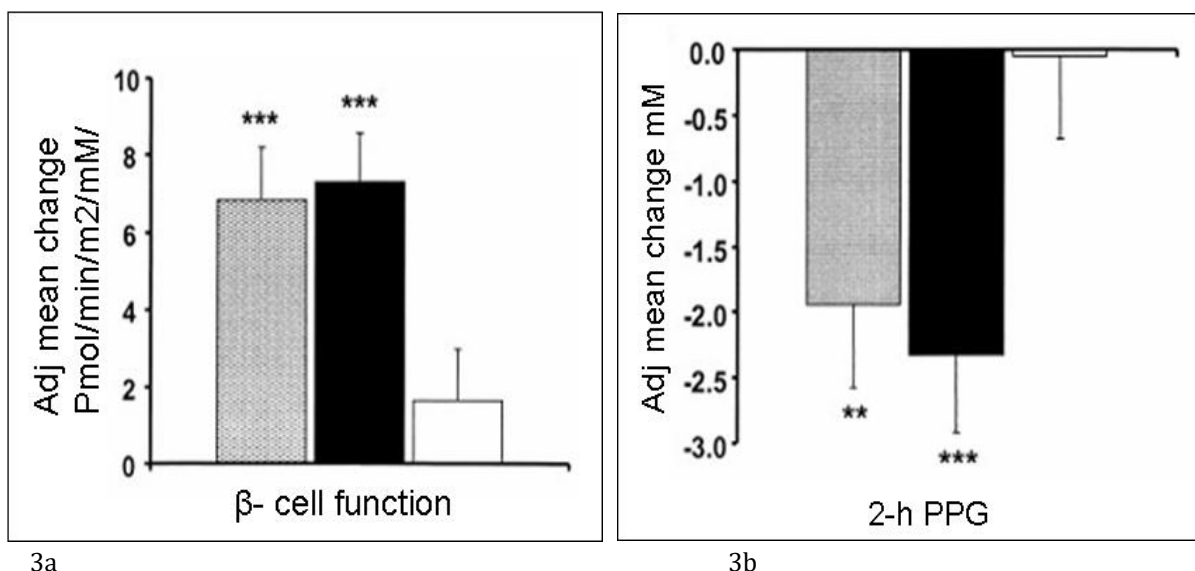 Adj mean change
Pmol/min/m2/mM/
10
8
6
4
2
0
***
***
β- cell function
3a
Adj mean change mM
0.0
-0.5
-1.0
-1.5
-2.0
-2.5
-3.0
**
***
2-h PPG
3b